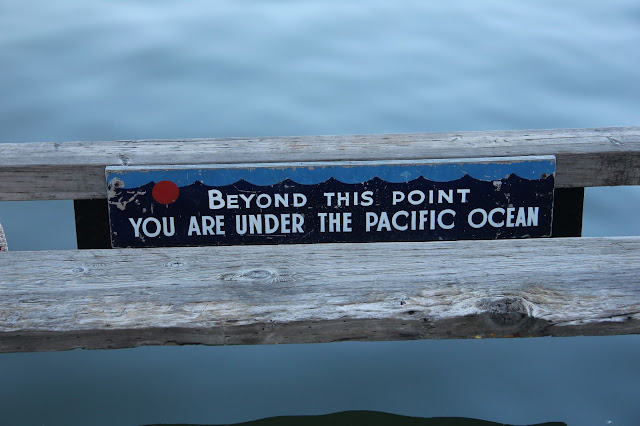 BEYOND THIS POINT
YOU ARE UNDER THE PACIFIC OCEAN